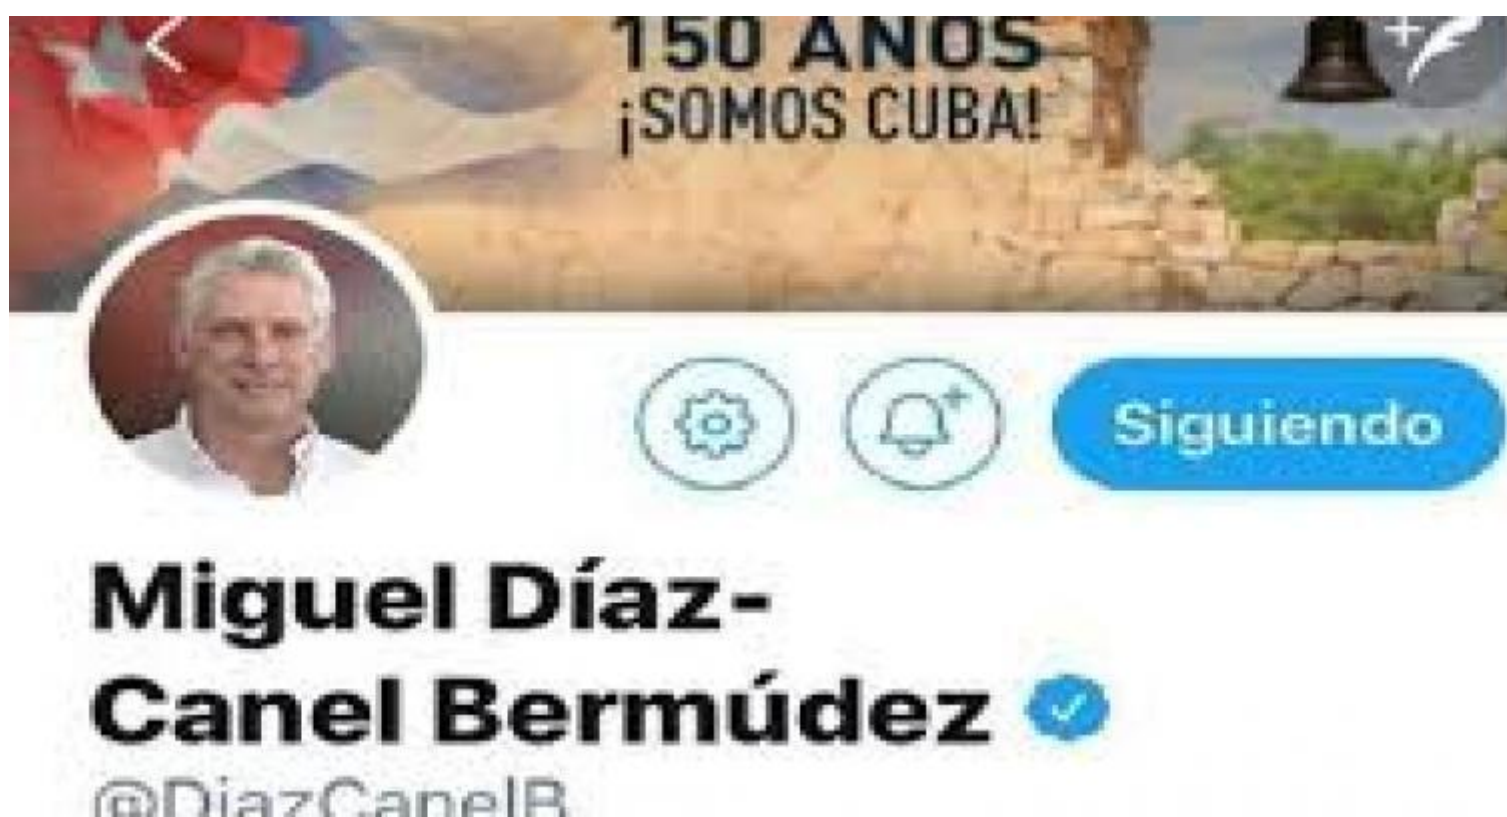 150 AÑOS
¡SOMOS CUBA!
Siguiendo
Miguel Díaz-
Canel Bermúdez
@DiazCanelB